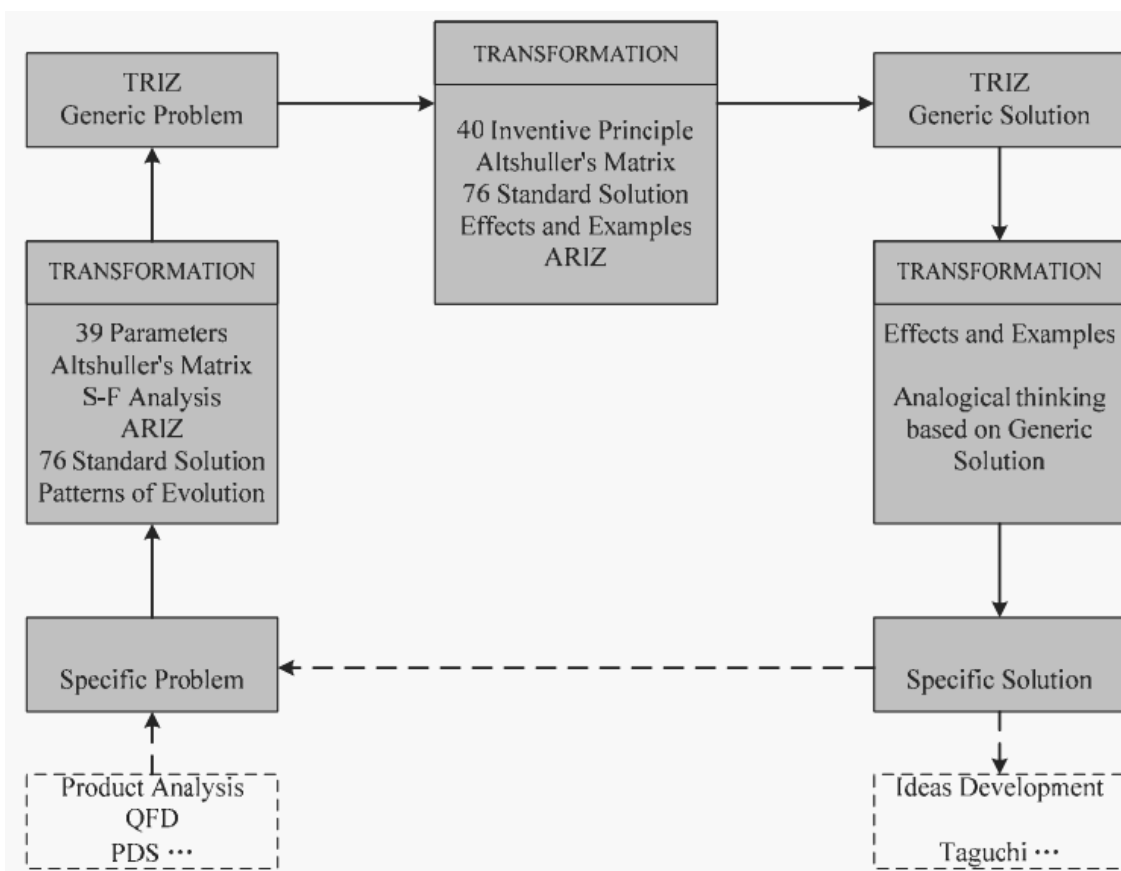 TRIZ
Generic Problem
TRANSFORMATION
40 Inventive Principle
Altshuller's Matrix
76 Standard Solution
Effects and Examples
ARIZ
TRIZ
Generic Solution
TRANSFORMATION
39 Parameters
Altshuller's Matrix
S-F Analysis
ARIZ
76 Standard Solution
Patterns of Evolution
TRANSFORMATION
Effects and Examples
Analogical thinking
based on Generic
Solution
Specific Problem
Specific Solution
Product Analysis
QFD
PDS ⋯
Ideas Development
Taguchi ⋯